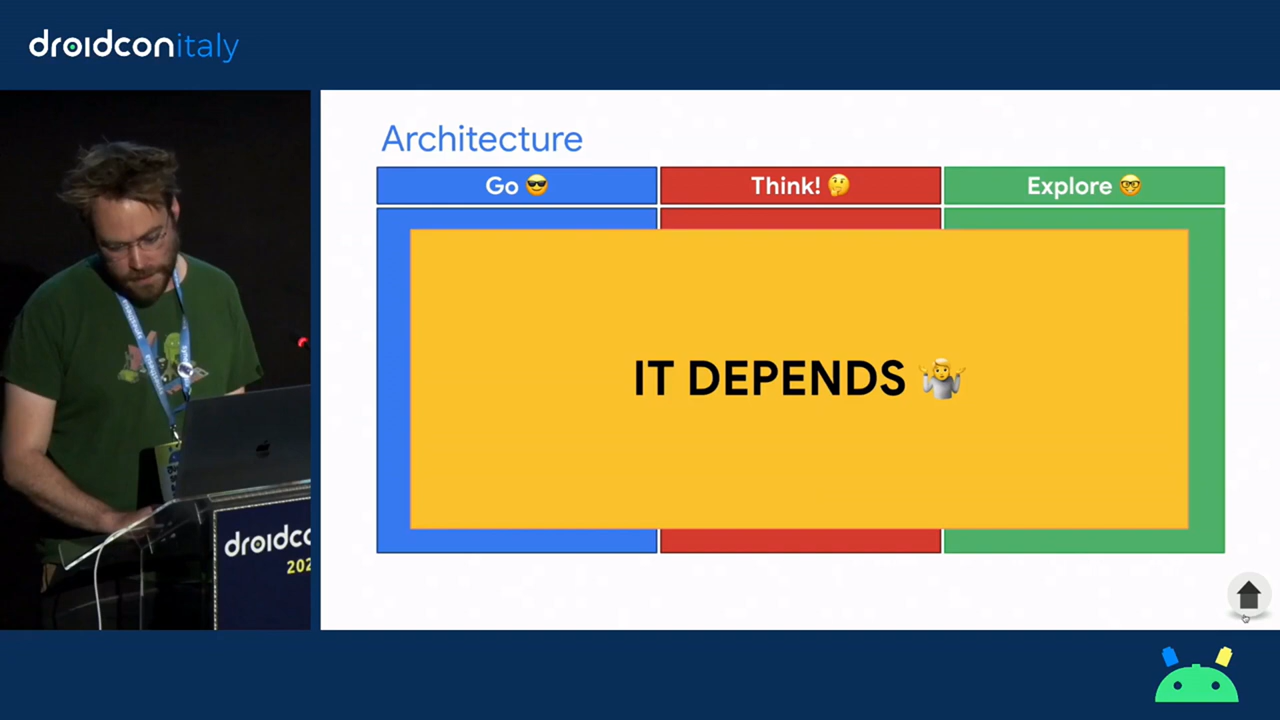 droidconitaly
Architecture
Go 😎
Think! 🤔
Explore 🤓
IT DEPENDS 🤷
droidco
202